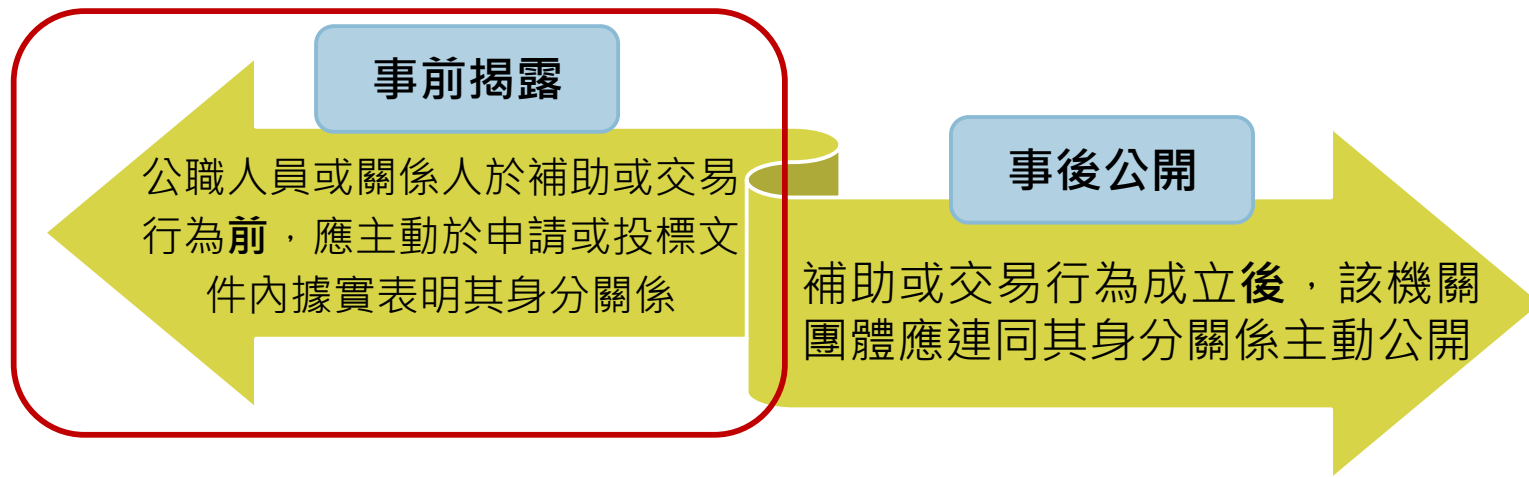 事前揭露
公職人員或關係人於補助或交易
行為前，應主動於申請或投標文
件內據實表明其身分關係
事後公開
補助或交易行為成立後，該機關
團體應連同其身分關係主動公開